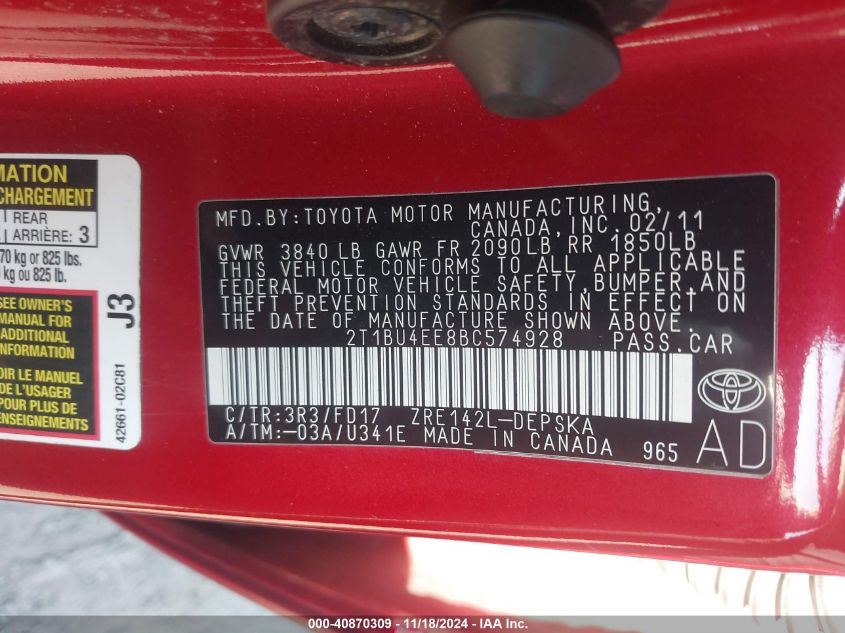 MATION
CHARGEMENT
REAR
ARRIÈRE: 3
70 kg or 825 lbs.
kg ou 825 lb.
SEE OWNER'S
MANUAL FOR
ADDITIONAL
INFORMATION
OIR LE MANUEL
DE L'USAGER
POUR PLUS DE
RENSEIGNEMENTS
42661-02C81
J3
MFD.BY:TOYOTA MOTOR MANUFACTURING,
CANADA, INC. 02/11
GVWR 3840 LB GAWR FR 2090LB RR 1850LB
THIS VEHICLE CONFORMS TO ALL APPLICABLE
FEDERAL MOTOR VEHICLE SAFETY,BUMPER,AND
THEFT PREVENTION STANDARDS IN EFFECT ON
THE DATE OF MANUFACTURE SHOWN ABOVE.
2T1BU4EE8BC574928 PASS.CAR
C/TR:3R3/FD17 ZRE142L-DEPSKA
A/TM:-03A/U341E MADE IN CANADA 965
AD
000-40870309 - 11/18/2024 - IAA Inc.